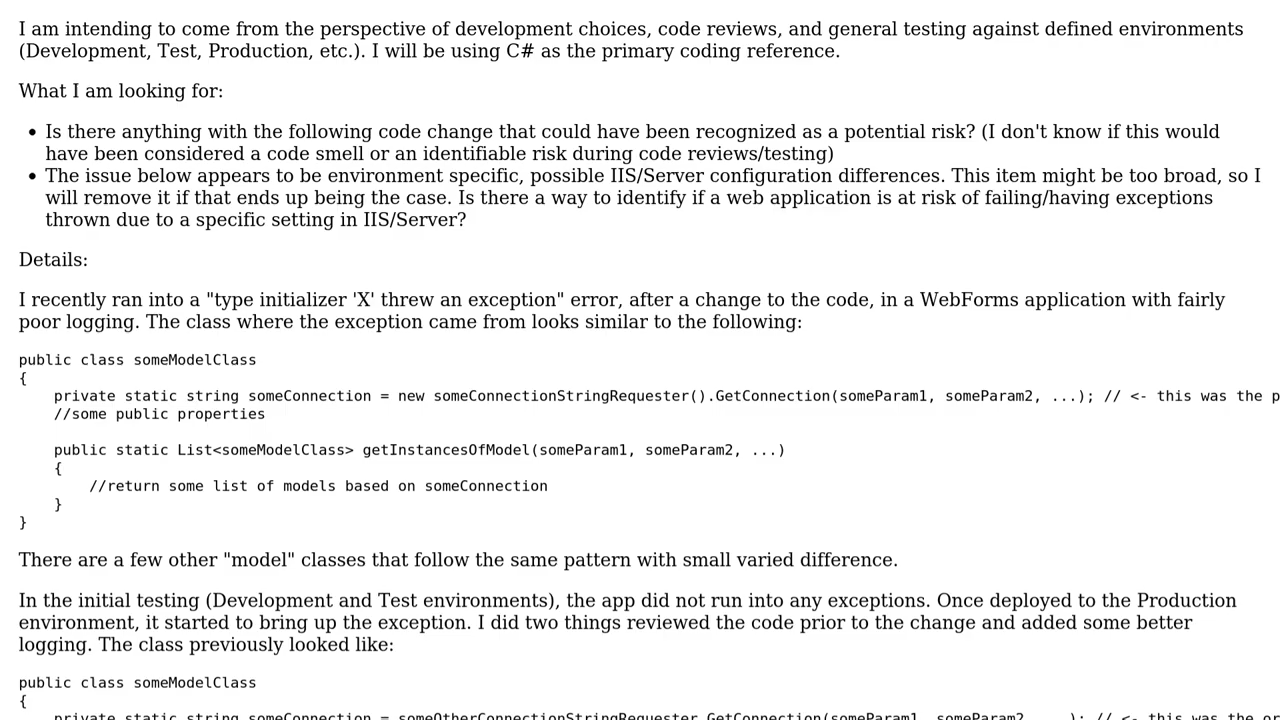 I am intending to come from the perspective of development choices, code reviews, and general testing against defined environments
(Development, Test, Production, etc.). I will be using C# as the primary coding reference.
What I am looking for:
• Is there anything with the following code change that could have been recognized as a potential risk? (I don't know if this would
have been considered a code smell or an identifiable risk during code reviews/testing)
• The issue below appears to be environment specific, possible IIS/Server configuration differences. This item might be too broad, so I
will remove it if that ends up being the case. Is there a way to identify if a web application is at risk of failing/having exceptions
thrown due to a specific setting in IIS/Server?
Details:
I recently ran into a "type initializer 'X' threw an exception" error, after a change to the code, in a WebForms application with fairly
poor logging. The class where the exception came from looks similar to the following:
public class someModelClass
{
    private static string someConnection = new someConnectionStringRequester().GetConnection(someParam1, someParam2, ...); // <- this was the p
    //some public properties
    public static List<someModelClass> getInstancesOfModel(someParam1, someParam2, ...)
    {
        //return some list of models based on someConnection
    }
}
There are a few other "model" classes that follow the same pattern with small varied difference.
In the initial testing (Development and Test environments), the app did not run into any exceptions. Once deployed to the Production
environment, it started to bring up the exception. I did two things reviewed the code prior to the change and added some better
logging. The class previously looked like:
public class someModelClass
{
    private static string someConnection = someOtherConnectionStringRequester.GetConnection(someParam1, someParam2, ...); // <- this was the or